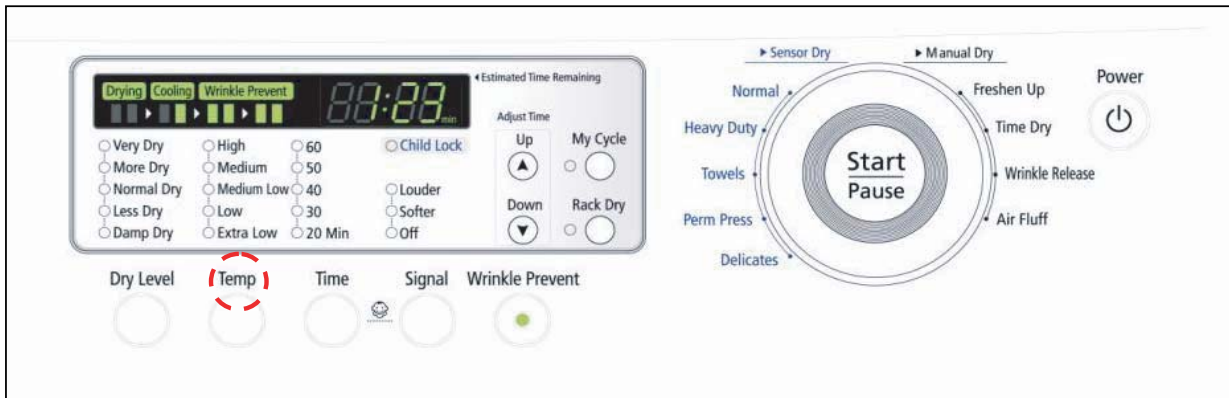 Drying Cooling Wrinkle Prevent
1:23 min
◂Estimated Time Remaining
Very Dry
More Dry
Normal Dry
Less Dry
Damp Dry
High
Medium
Medium Low
Low
Extra Low
60
50
40
30
20 Min
Child Lock
Louder
Softer
Off
Adjust Time
Up
Down
My Cycle
Rack Dry
Dry Level
Temp
Time
Signal
Wrinkle Prevent
▸ Sensor Dry
Normal
Heavy Duty
Towels
Perm Press
Delicates
▸ Manual Dry
Freshen Up
Time Dry
Wrinkle Release
Air Fluff
Start
Pause
Power